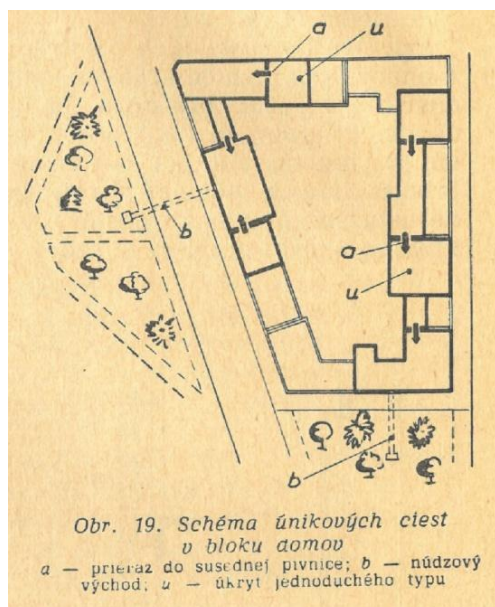 a
u
b
a
u
b
Obr. 19. Schéma únikových ciest
v bloku domov
a — prieraz do susednej pivnice; b — núdzový
východ; u — úkryt jednoduchého typu